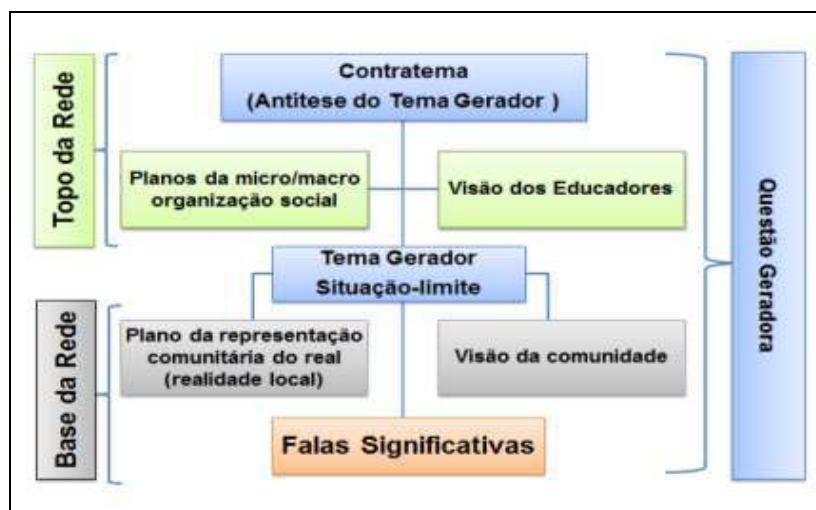 Topo da Rede
Contratema
(Antítese do Tema Gerador )
Planos da micro/macro
organização social
Visão dos Educadores
Tema Gerador
Situação-limite
Base da Rede
Plano da representação
comunitária do real
(realidade local)
Visão da comunidade
Falas Significativas
Questão Geradora